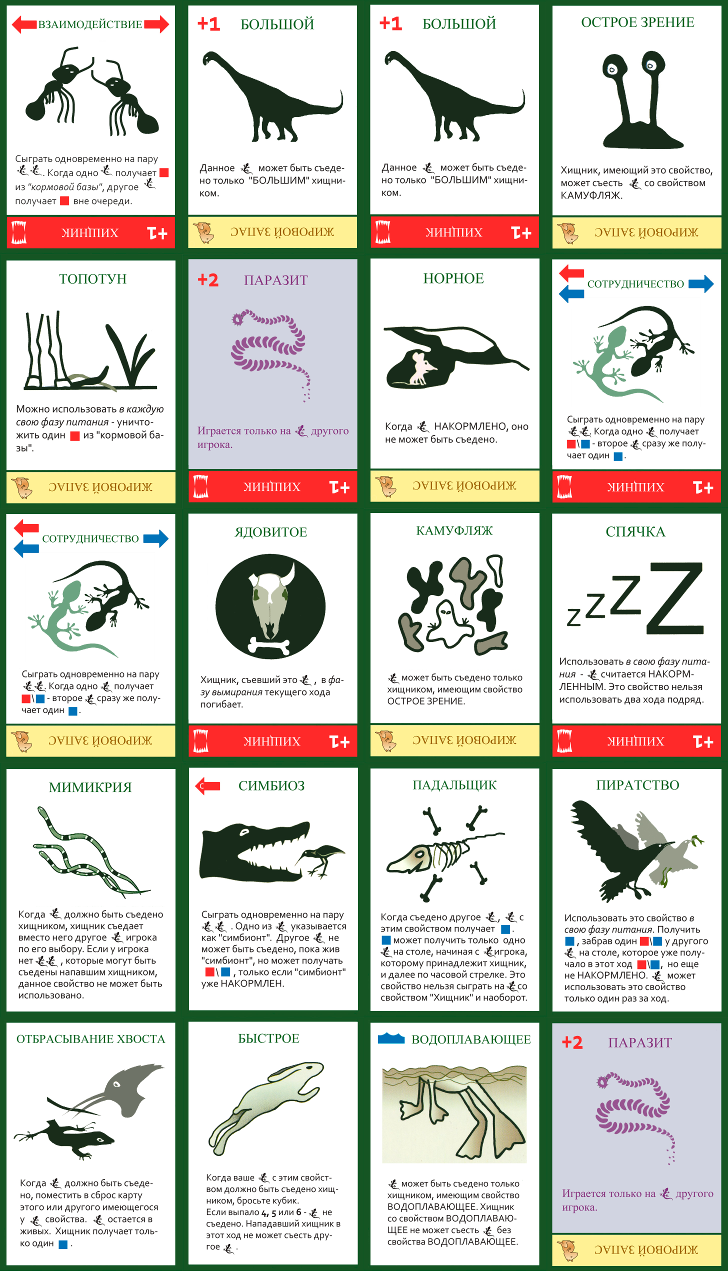 ВЗАИМОДЕЙСТВИЕ
Сыграть одновременно на пару
. Когда одно получает
из "кормовой базы", другое
получает вне очереди.
ХИЩНИК +1
+1 БОЛЬШОЙ
Данное может быть съеде-
но только "БОЛЬШИМ" хищни-
ком.
ЖИРОВОЙ ЗАПАС
+1 БОЛЬШОЙ
Данное может быть съеде-
но только "БОЛЬШИМ" хищни-
ком.
ХИЩНИК +1
ОСТРОЕ ЗРЕНИЕ
Хищник, имеющий это свойство,
может съесть со свойством
КАМУФЛЯЖ.
ЖИРОВОЙ ЗАПАС
ТОПОТУН
Можно использовать в каждую
свою фазу питания - уничто-
жить один из "кормовой ба-
зы".
ЖИРОВОЙ ЗАПАС
+2 ПАРАЗИТ
Играется только на другого
игрока.
ХИЩНИК +1
НОРНОЕ
Когда НАКОРМЛЕНО, оно
не может быть съедено.
ЖИРОВОЙ ЗАПАС
СОТРУДНИЧЕСТВО
Сыграть одновременно на пару
. Когда одно получает
\ - второе сразу же полу-
чает один .
ХИЩНИК +1
СОТРУДНИЧЕСТВО
Сыграть одновременно на пару
. Когда одно получает
\ - второе сразу же полу-
чает один .
ЖИРОВОЙ ЗАПАС
ЯДОВИТОЕ
Хищник, съевший это , в фа-
зу вымирания текущего хода
погибает.
ХИЩНИК +1
КАМУФЛЯЖ
может быть съедено только
хищником, имеющим свойство
ОСТРОЕ ЗРЕНИЕ.
ЖИРОВОЙ ЗАПАС
СПЯЧКА
z z Z Z
Использовать в свою фазу пита-
ния - считается НАКОРМ-
ЛЕННЫМ. Это свойство нельзя
использовать два хода подряд.
ХИЩНИК +1
МИМИКРИЯ
Когда должно быть съедено
хищником, хищник съедает
вместо него другое игрока
по его выбору. Если у игрока
нет , которые могут быть
съедены напавшим хищником,
данное свойство не может быть
использовано.
С СИМБИОЗ
Сыграть одновременно на пару
. Одно из указывается
как "симбионт". Другое не
может быть съедено, пока жив
"симбионт", но может получать
\ , только если "симбионт"
уже НАКОРМЛЕН.
ПАДАЛЬЩИК
Когда съедено другое , с
этим свойством получает .
может получить только одно
на столе, начиная с игрока,
которому принадлежит хищник,
и далее по часовой стрелке. Это
свойство нельзя сыграть на со
свойством "Хищник" и наоборот.
ПИРАТСТВО
Использовать это свойство в
свою фазу питания. Получить
, забрав один \ у другого
на столе, которое уже полу-
чало в этот ход \ , но еще
не НАКОРМЛЕНО. может
использовать это свойство
только один раз за ход.
ОТБРАСЫВАНИЕ ХВОСТА
Когда должно быть съеде-
но, поместить в сброс карту
этого или другого имеющегося
у свойства. остается в
живых. Хищник получает толь-
ко один .
БЫСТРОЕ
Когда ваше с этим свойст-
вом должно быть съедено хищ-
ником, бросьте кубик.
Если выпало 4, 5 или 6 - не
съедено. Нападавший хищник в
этот ход не может съесть дру-
гое .
ВОДОПЛАВАЮЩЕЕ
может быть съедено только
хищником, имеющим свойство
ВОДОПЛАВАЮЩЕЕ. Хищник
со свойством ВОДОПЛАВАЮ-
ЩЕЕ не может съесть без
свойства ВОДОПЛАВАЮЩЕЕ.
+2 ПАРАЗИТ
Играется только на другого
игрока.
ЖИРОВОЙ ЗАПАС